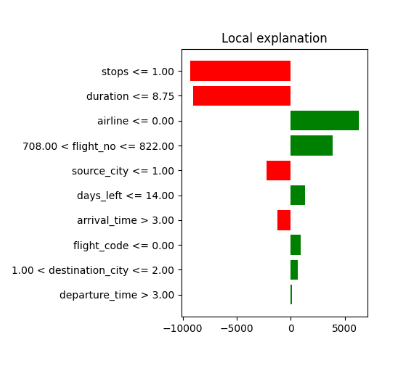 Local explanation
stops <= 1.00
duration <= 8.75
airline <= 0.00
708.00 < flight_no <= 822.00
source_city <= 1.00
days_left <= 14.00
arrival_time > 3.00
flight_code <= 0.00
1.00 < destination_city <= 2.00
departure_time > 3.00
−10000 −5000 0 5000